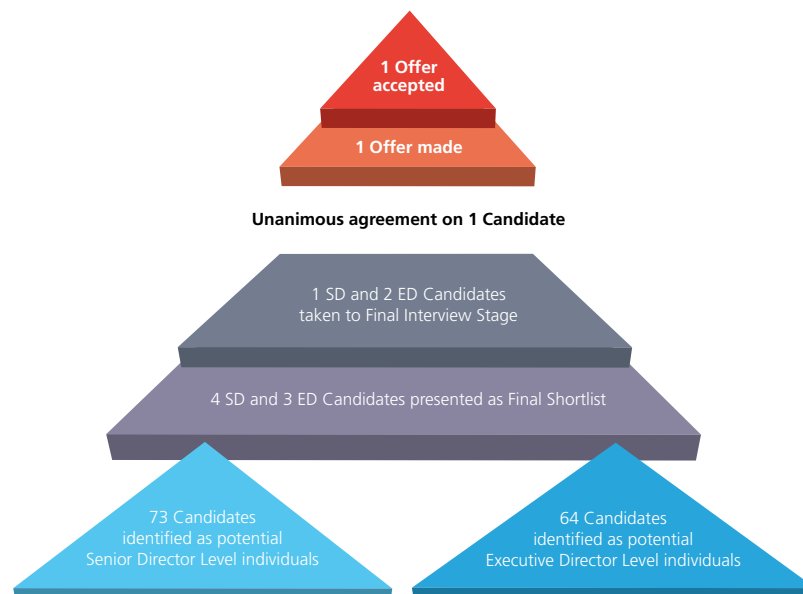 1 Offer
accepted
1 Offer made
Unanimous agreement on 1 Candidate
1 SD and 2 ED Candidates
taken to Final Interview Stage
4 SD and 3 ED Candidates presented as Final Shortlist
73 Candidates
identified as potential
Senior Director Level individuals
64 Candidates
identified as potential
Executive Director Level individuals